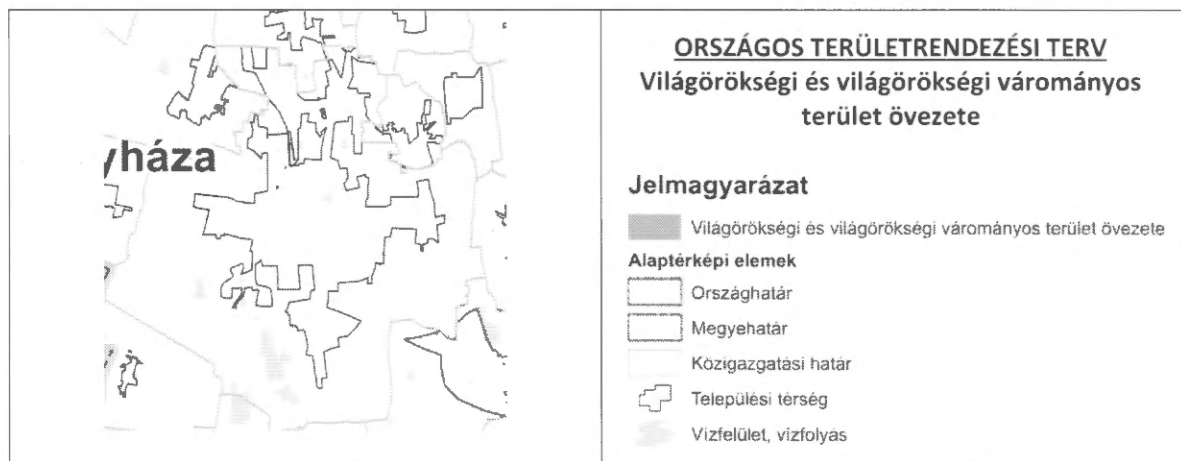 yháza
ORSZÁGOS TERÜLETRENDEZÉSI TERV
Világörökségi és világörökségi várományos
terület övezete
Jelmagyarázat
Világörökségi és világörökségi várományos terület övezete
Alaptérképi elemek
Országhatár
Megyehatár
Közigazgatási határ
Települési térség
Vízfelület, vízfolyás